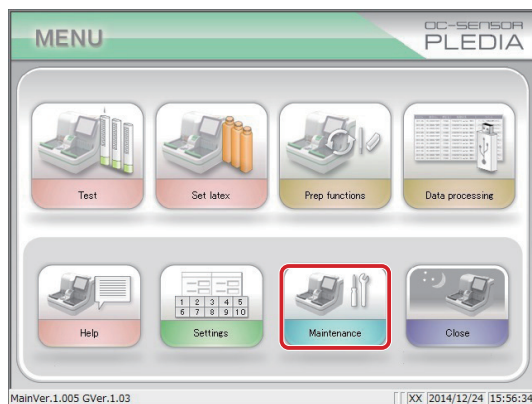 MENU
OC-SENSOR
PLEDIA
Test
Set latex
Prep functions
Data processing
1 2 3 4 5
6 7 8 9 10
Help
Settings
Maintenance
Close
MainVer.1.005 GVer.1.03
XX 2014/12/24 15:56:34